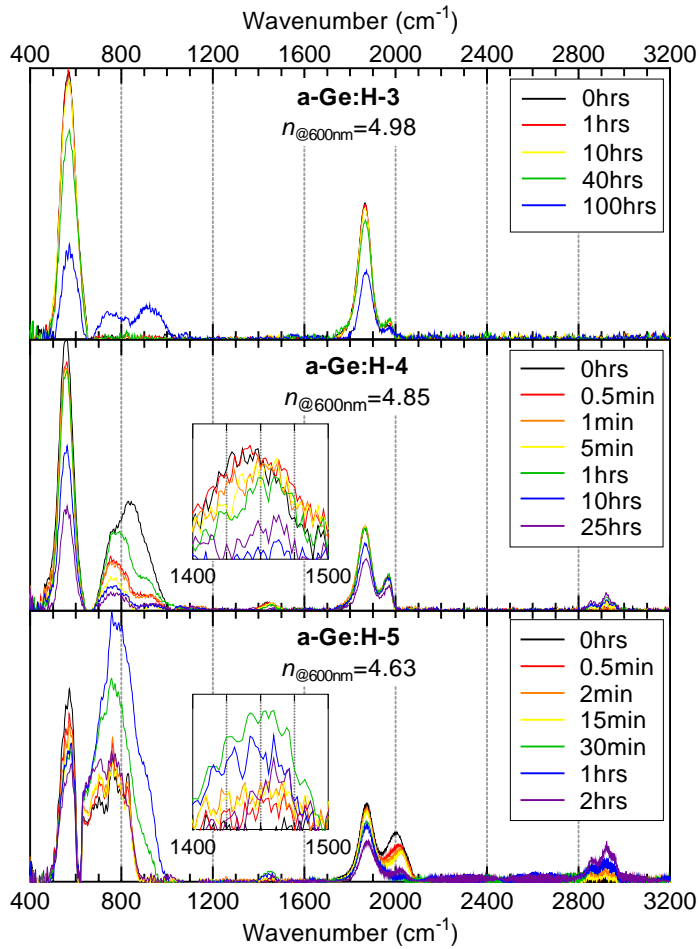 Wavenumber (cm⁻¹)
400 800 1200 1600 2000 2400 2800 3200
a-Ge:H-3
n@600nm=4.98
0hrs
1hrs
10hrs
40hrs
100hrs
a-Ge:H-4
n@600nm=4.85
0hrs
0.5min
1min
5min
1hrs
10hrs
25hrs
1400 1500
a-Ge:H-5
n@600nm=4.63
0hrs
0.5min
2min
15min
30min
1hrs
2hrs
1400 1500
400 800 1200 1600 2000 2400 2800 3200
Wavenumber (cm⁻¹)